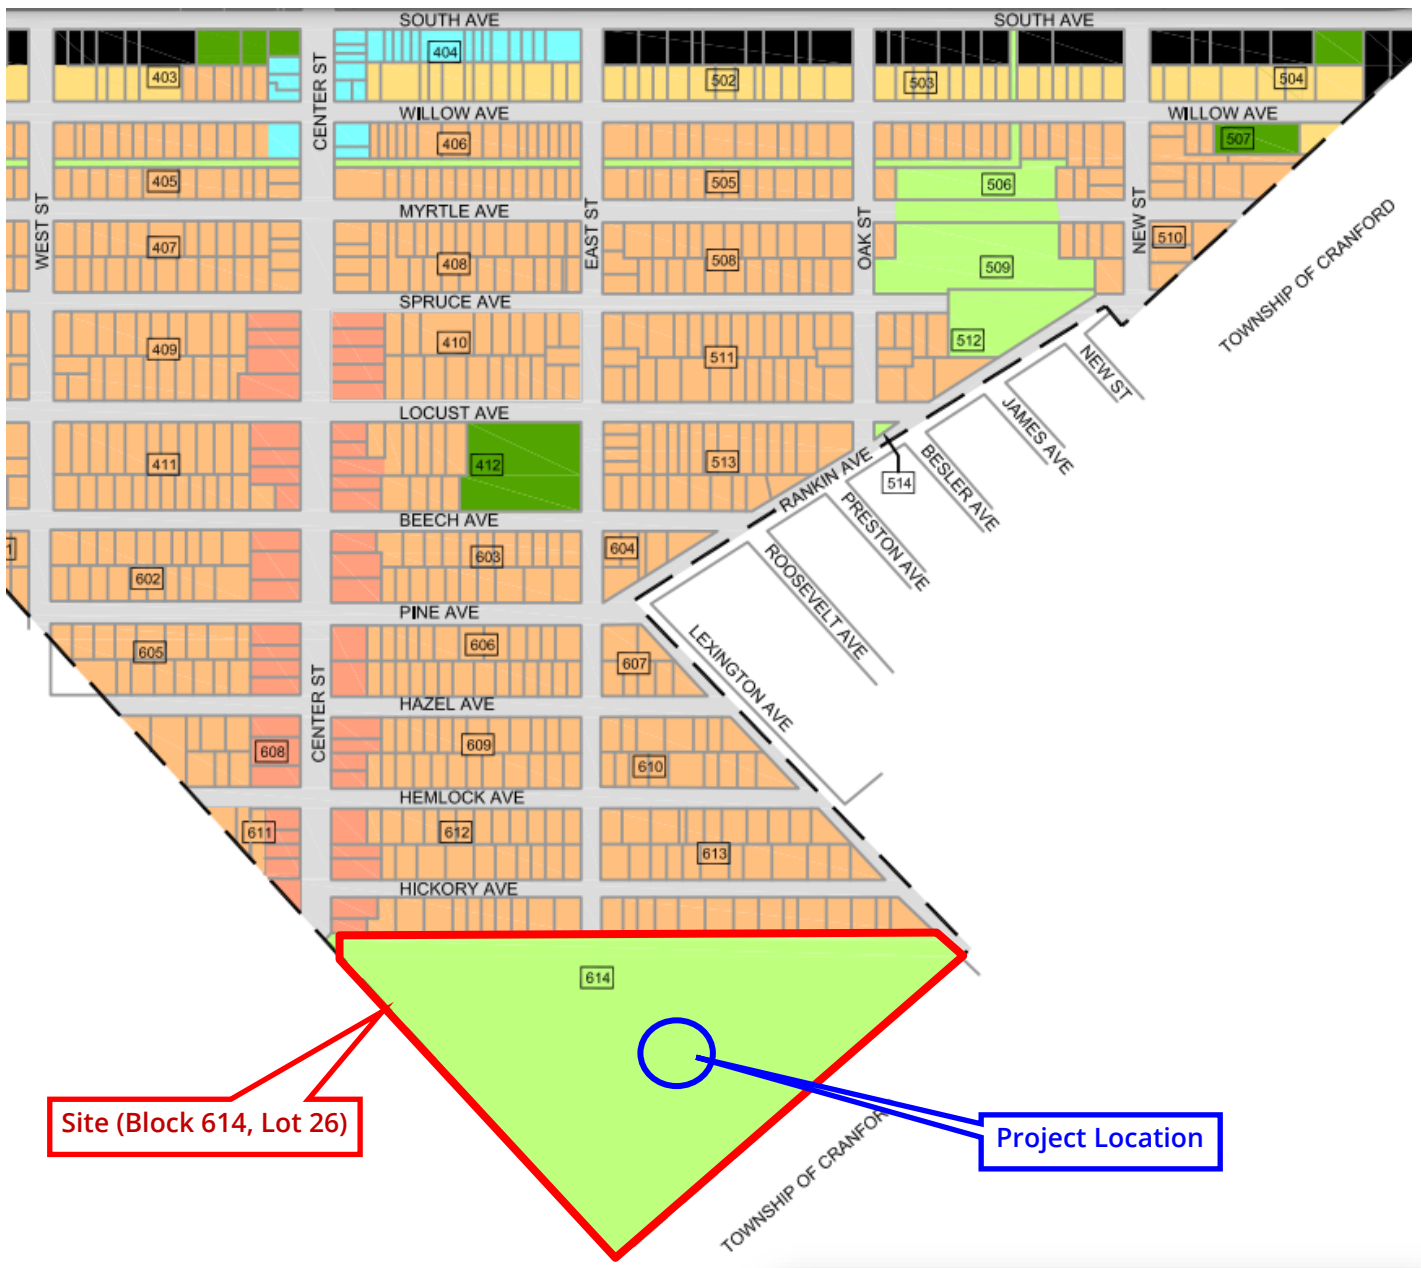 SOUTH AVE
SOUTH AVE
404
403
502
503
504
CENTER ST
WILLOW AVE
WILLOW AVE
406
507
405
505
506
WEST ST
MYRTLE AVE
EAST ST
OAK ST
NEW ST
TOWNSHIP OF CRANFORD
407
408
508
509
510
SPRUCE AVE
409
410
511
512
NEW ST
LOCUST AVE
JAMES AVE
411
412
513
RANKIN AVE
514
BESLER AVE
BEECH AVE
PRESTON AVE
1
602
603
604
ROOSEVELT AVE
PINE AVE
605
606
607
LEXINGTON AVE
CENTER ST
HAZEL AVE
608
609
610
HEMLOCK AVE
611
612
613
HICKORY AVE
614
Site (Block 614, Lot 26)
Project Location
TOWNSHIP OF CRANFOR